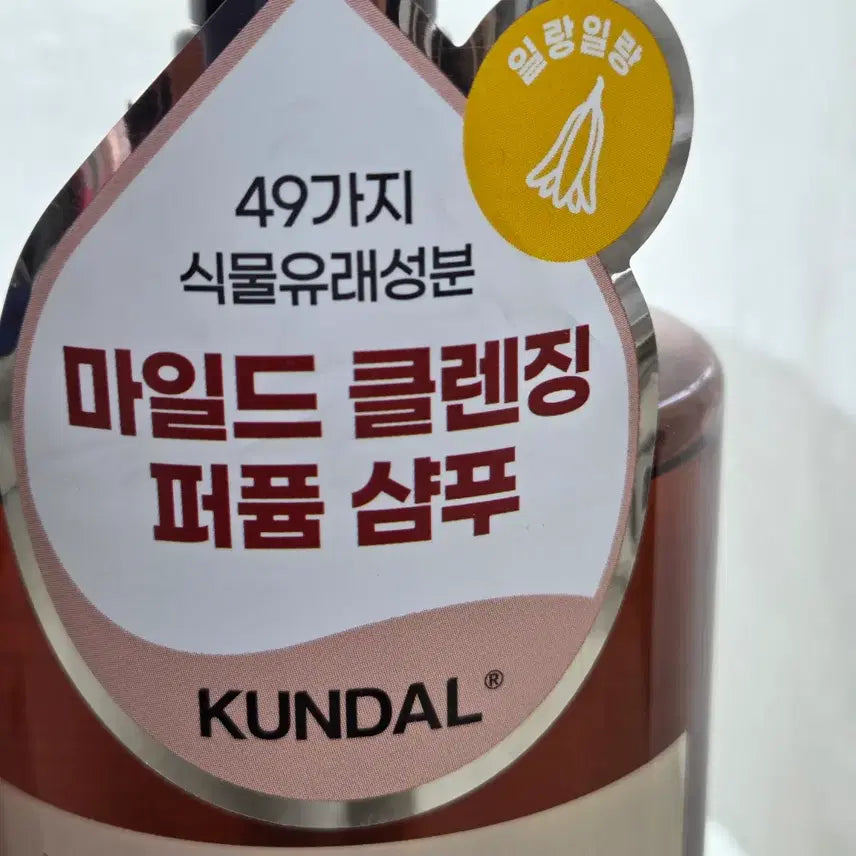 일랑일랑
49가지
식물유래성분
마일드 클렌징
퍼퓸 샴푸
KUNDAL®